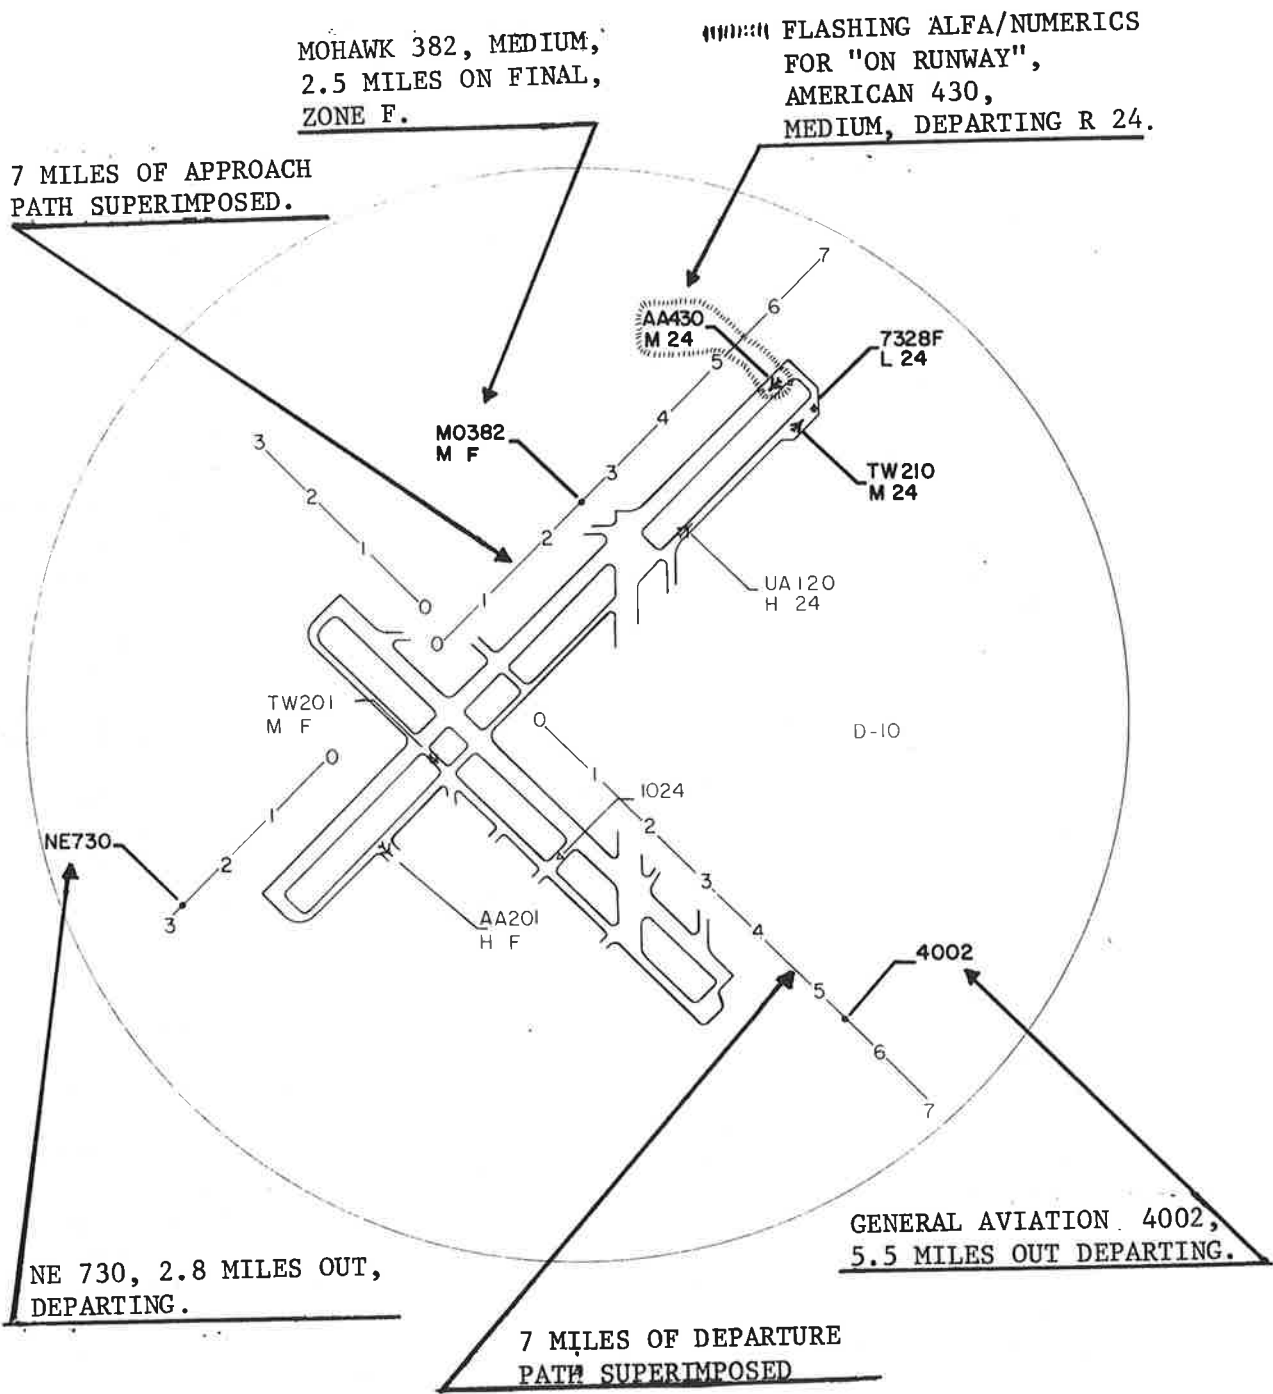 MOHAWK 382, MEDIUM,
2.5 MILES ON FINAL,
ZONE F.
FLASHING ALFA/NUMERICS
FOR "ON RUNWAY",
AMERICAN 430,
MEDIUM, DEPARTING R 24.
7 MILES OF APPROACH
PATH SUPERIMPOSED.
7
6
5
4
3
2
1
0
AA430
M 24
7328F
L 24
MO382
M F
TW210
M 24
3
2
1
0
UA120
H 24
TW201
M F
D-10
0
1
2
3
4
5
6
7
1024
0
1
2
3
NE730
AA201
H F
4002
GENERAL AVIATION 4002,
5.5 MILES OUT DEPARTING.
NE 730, 2.8 MILES OUT,
DEPARTING.
7 MILES OF DEPARTURE
PATH SUPERIMPOSED